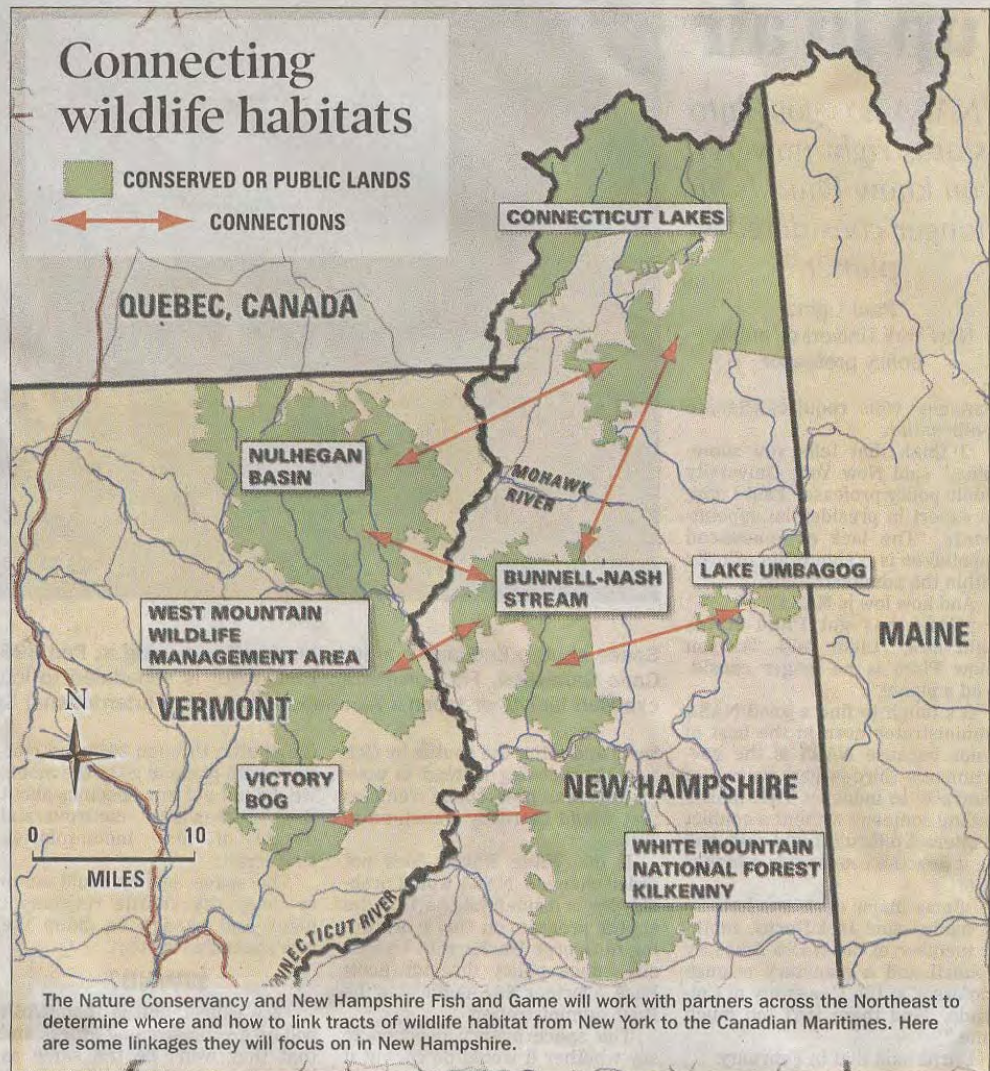 Connecting
wildlife habitats
CONSERVED OR PUBLIC LANDS
CONNECTIONS
CONNECTICUT LAKES
QUEBEC, CANADA
NULHEGAN
BASIN
MOHAWK
RIVER
BUNNELL-NASH
STREAM
LAKE UMBAGOG
WEST MOUNTAIN
WILDLIFE
MANAGEMENT AREA
MAINE
N
VERMONT
VICTORY
BOG
NEW HAMPSHIRE
0 10
MILES
WHITE MOUNTAIN
NATIONAL FOREST
KILKENNY
CONNECTICUT RIVER
The Nature Conservancy and New Hampshire Fish and Game will work with partners across the Northeast to
determine where and how to link tracts of wildlife habitat from New York to the Canadian Maritimes. Here
are some linkages they will focus on in New Hampshire.